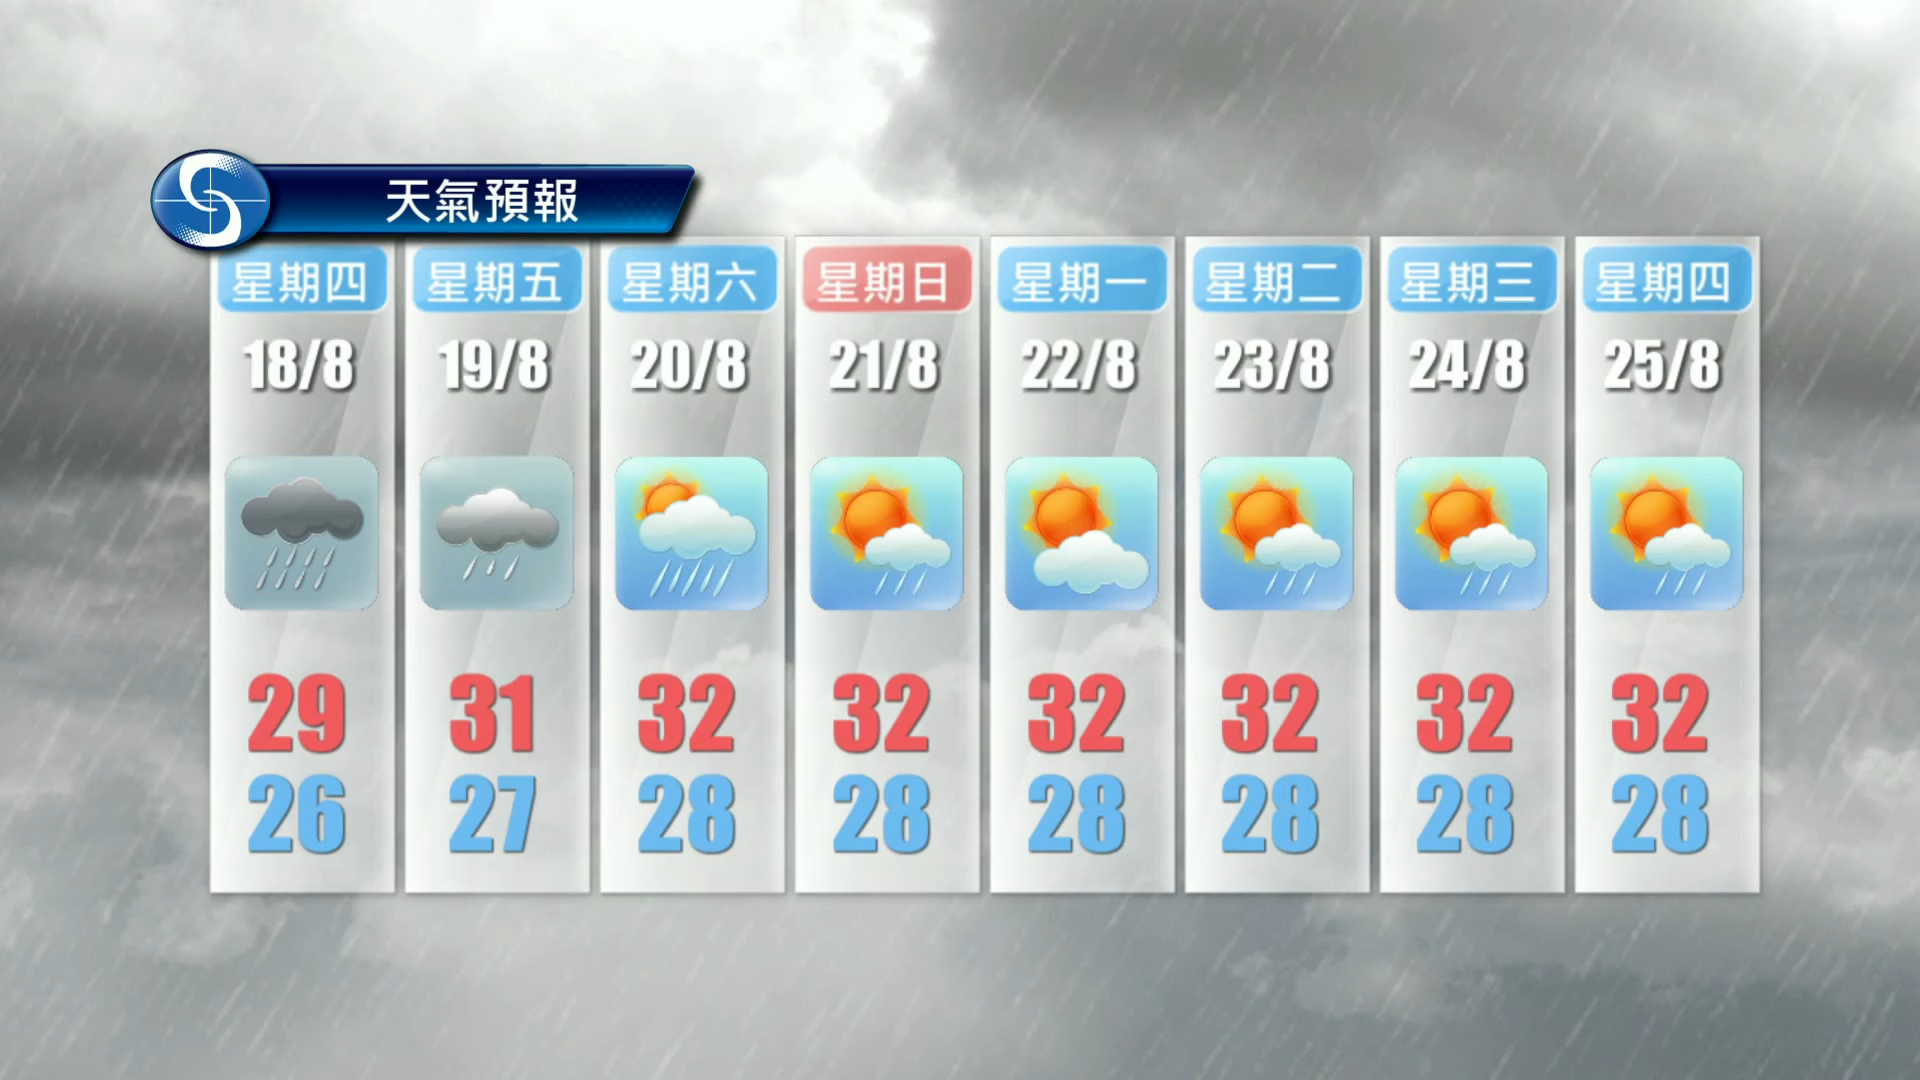 天氣預報
星期四 星期五 星期六 星期日 星期一 星期二 星期三 星期四
18/8 19/8 20/8 21/8 22/8 23/8 24/8 25/8
29 31 32 32 32 32 32 32
26 27 28 28 28 28 28 28